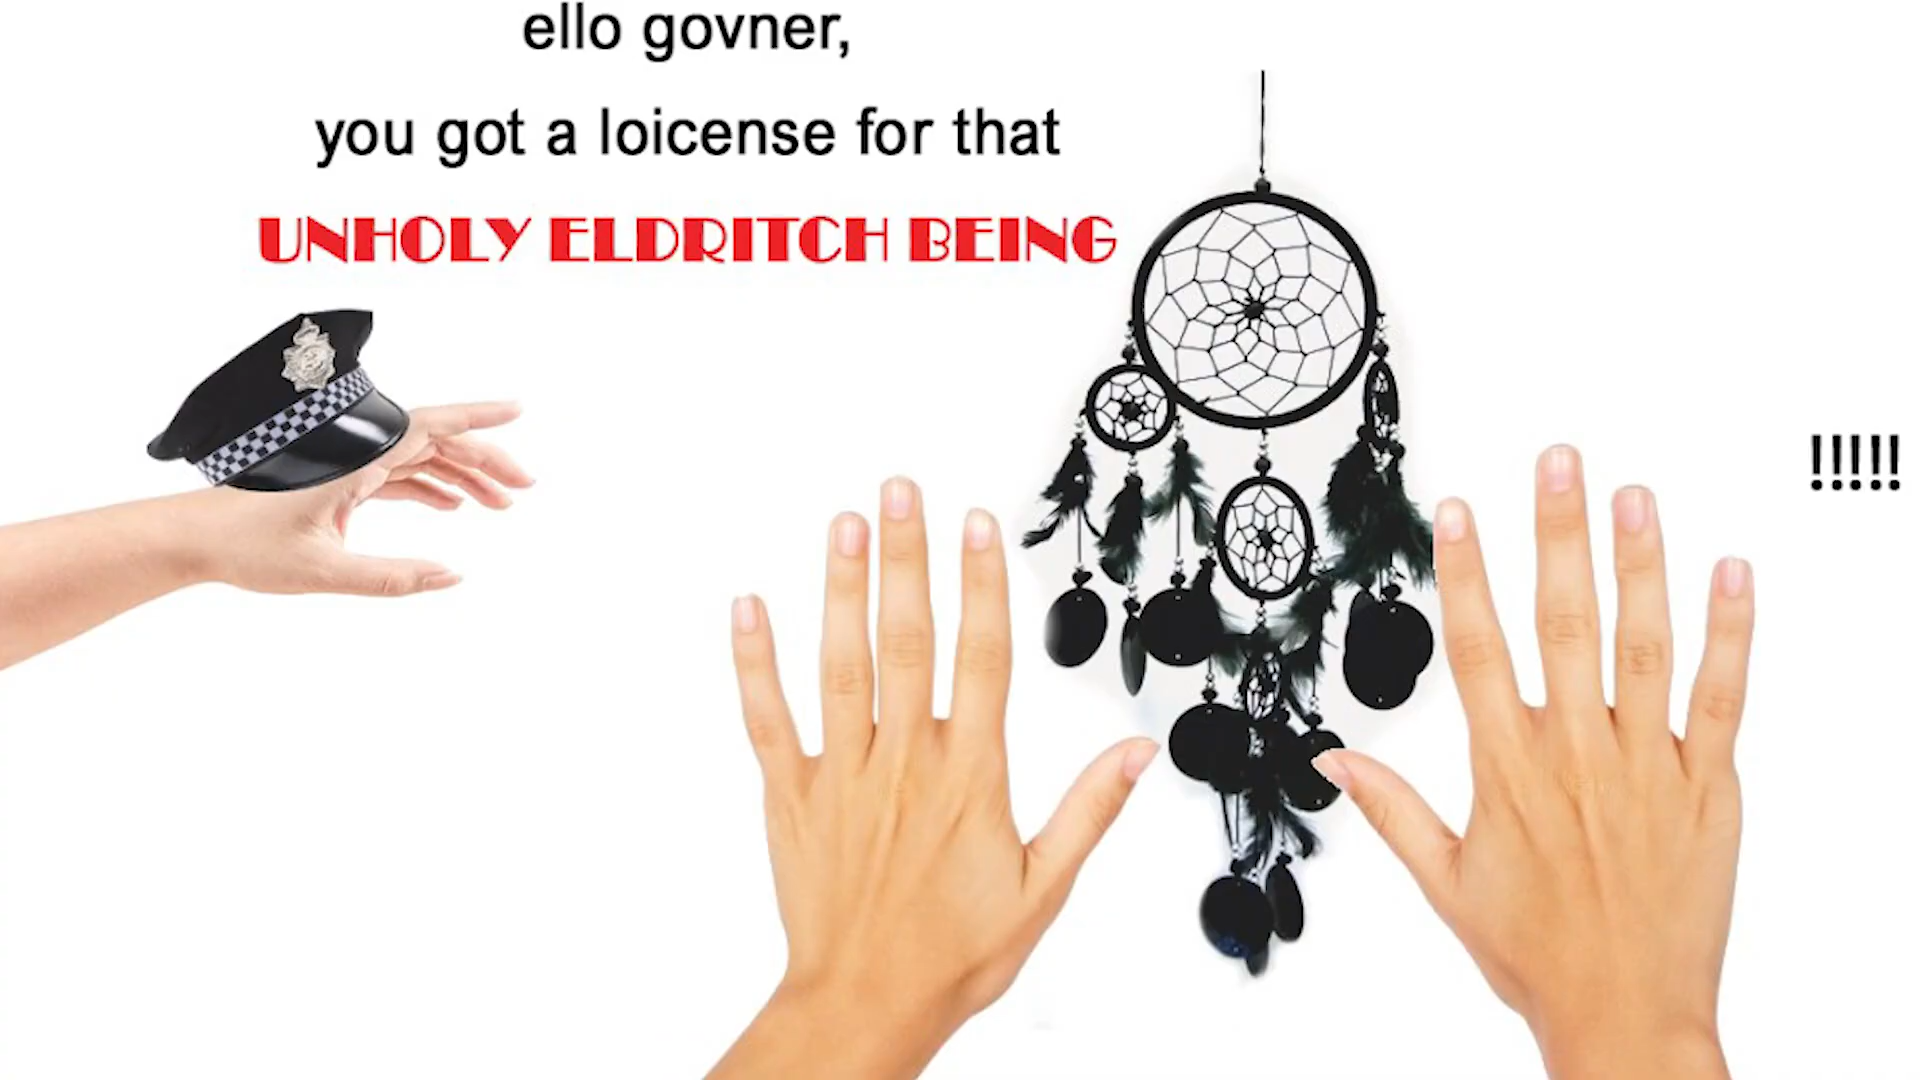 ello govner,
you got a loicense for that
UNHOLY ELDRITCH BEING
!!!!!